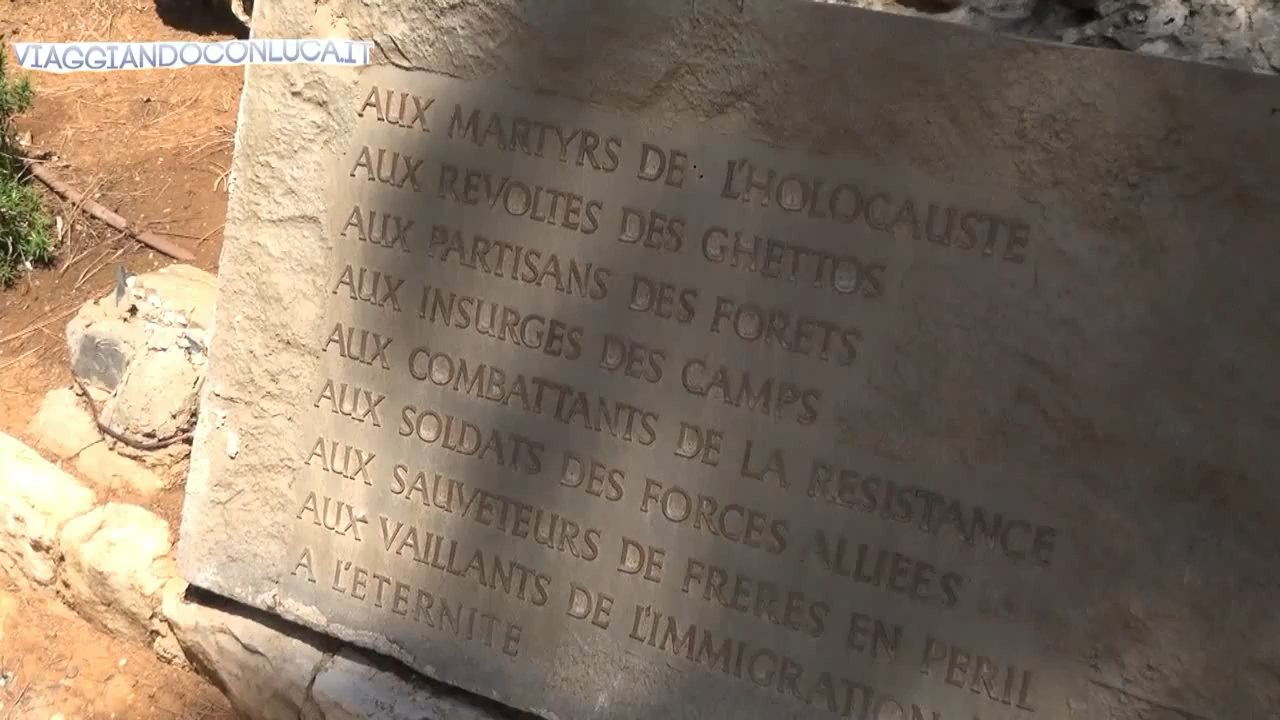 VIAGGIANDOCONLUCA.IT
AUX MARTYRS DE L'HOLOCAUSTE
AUX REVOLTES DES GHETTOS
AUX PARTISANS DES FORETS
AUX INSURGES DES CAMPS
AUX COMBATTANTS DE LA RESISTANCE
AUX SOLDATS DES FORCES ALLIEES
AUX SAUVETEURS DE FRERES EN PERIL
AUX VAILLANTS DE L'IMMIGRATION
A L'ETERNITE